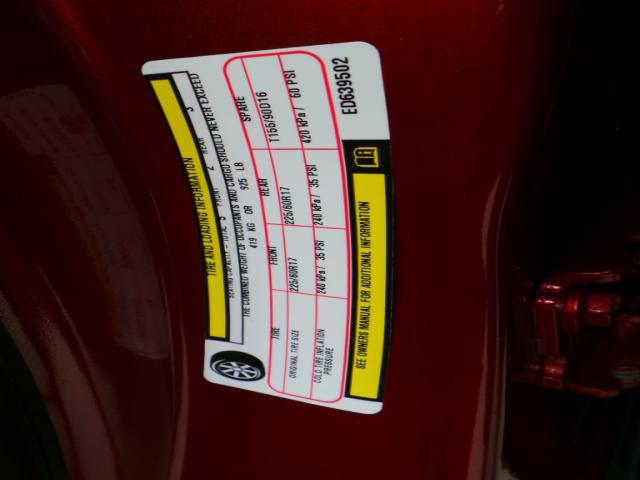 TIRE AND LOADING INFORMATION
SEATING CAPACITY - TOTAL 5 FRONT 2 REAR 3
THE COMBINED WEIGHT OF OCCUPANTS AND CARGO SHOULD NEVER EXCEED
419 KG OR 925 LB
TIRE FRONT REAR SPARE
ORIGINAL TIRE SIZE 225/60R17 225/60R17 T155/90D16
COLD TIRE INFLATION PRESSURE 240 kPa / 35 PSI 240 kPa / 35 PSI 420 kPa / 60 PSI
SEE OWNERS MANUAL FOR ADDITIONAL INFORMATION
ED639502